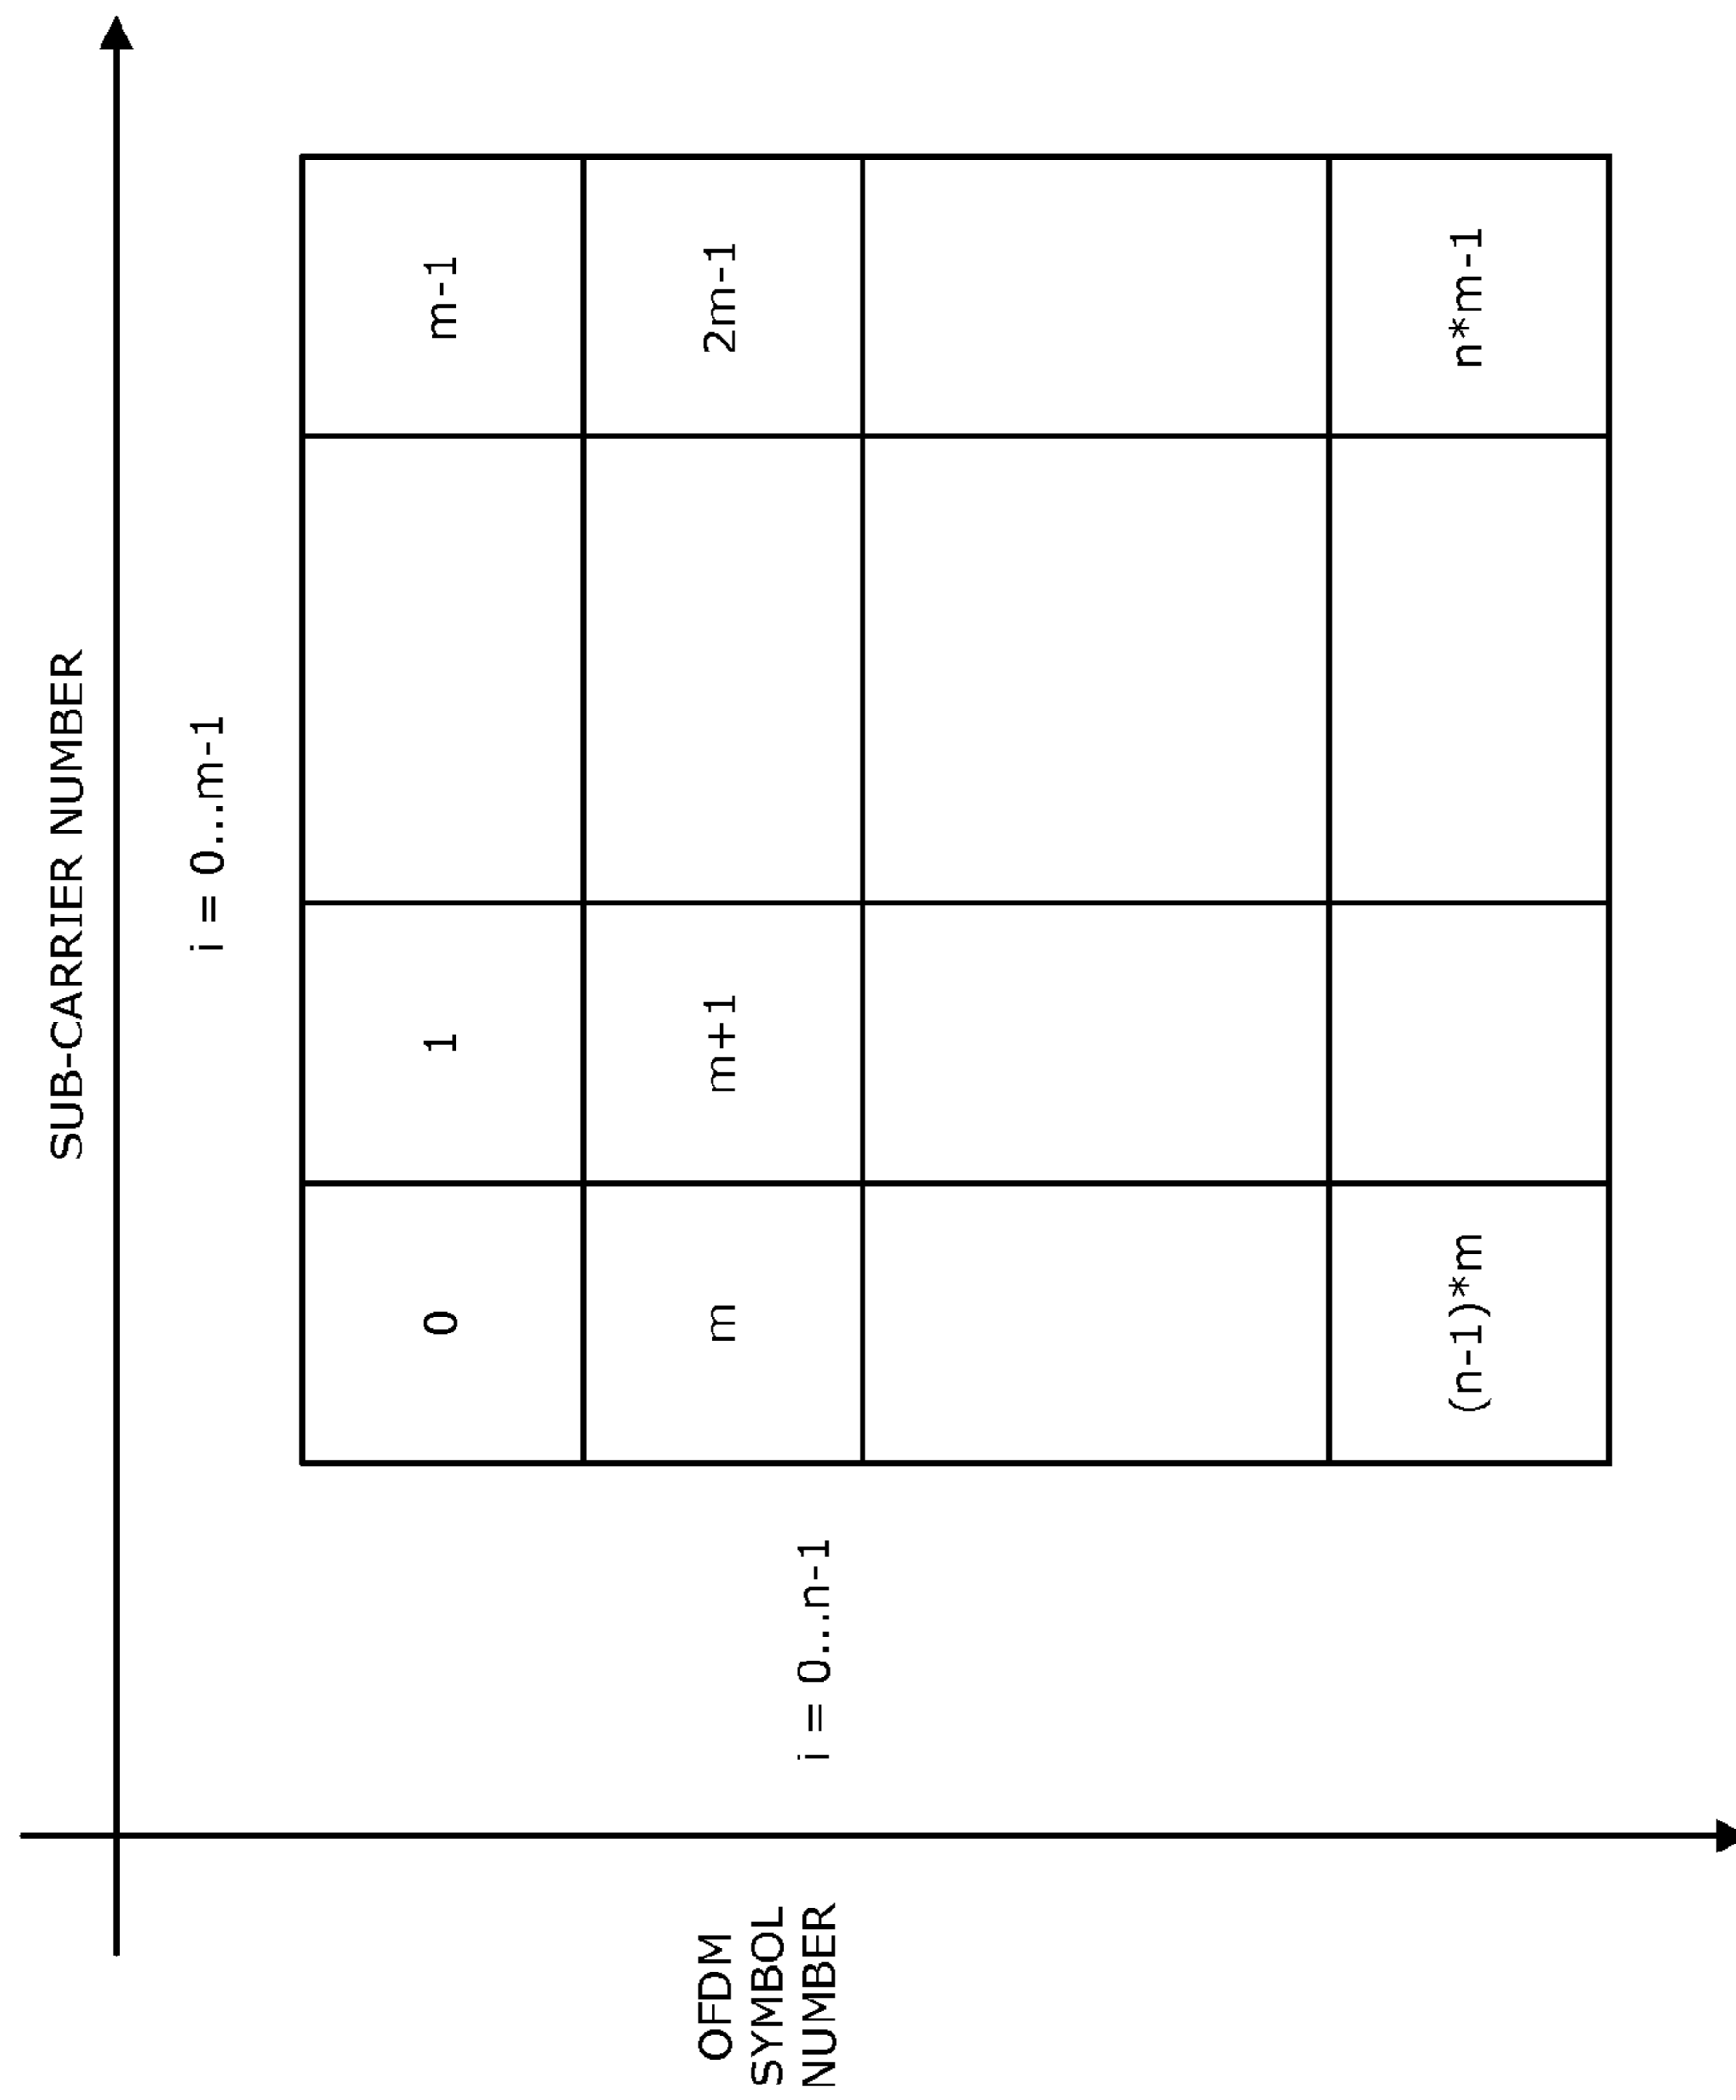 SUB-CARRIER NUMBER
i = 0...m-1
OFDM
SYMBOL
NUMBER
i = 0...n-1
0
1
m-1
m
m+1
2m-1
(n-1)*m
n*m-1